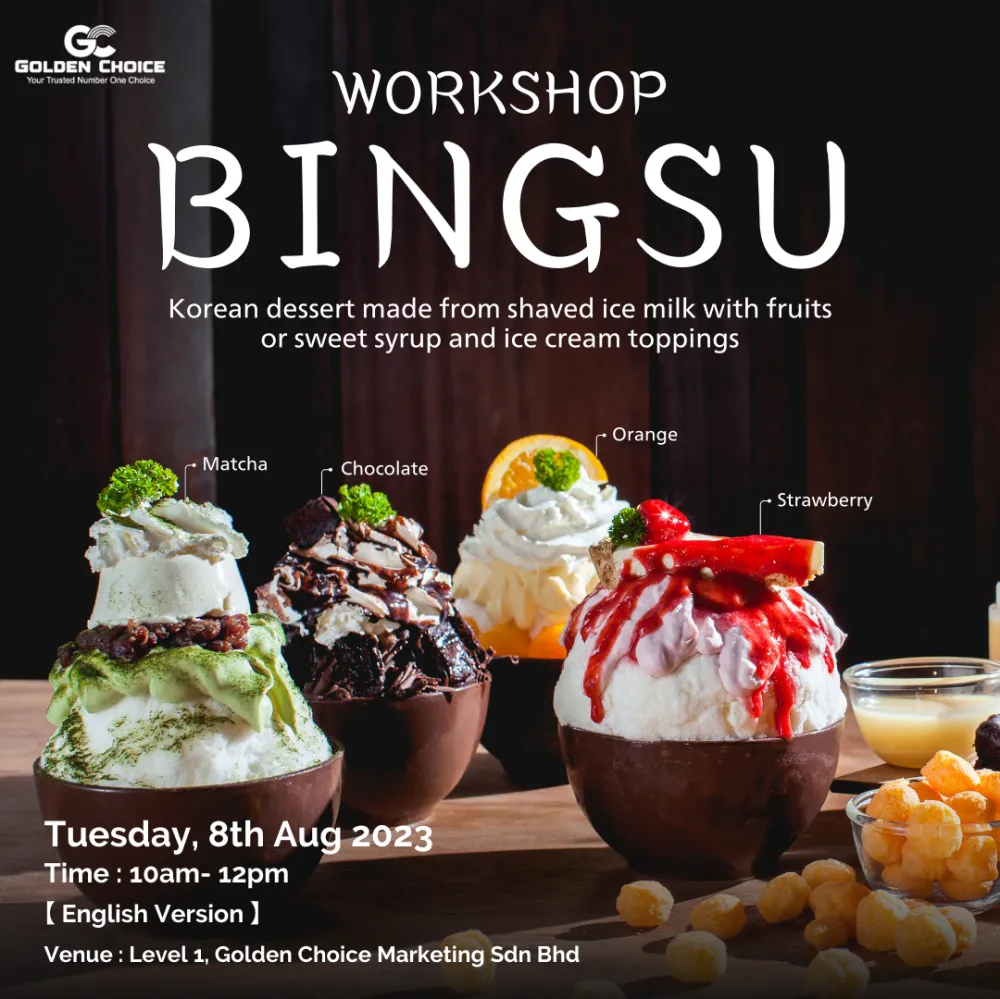 GC
GOLDEN CHOICE
Your Trusted Number One Choice
WORKSHOP
BINGSU
Korean dessert made from shaved ice milk with fruits
or sweet syrup and ice cream toppings
Orange
Matcha
Chocolate
Strawberry
Tuesday, 8th Aug 2023
Time : 10am- 12pm
【 English Version 】
Venue : Level 1, Golden Choice Marketing Sdn Bhd